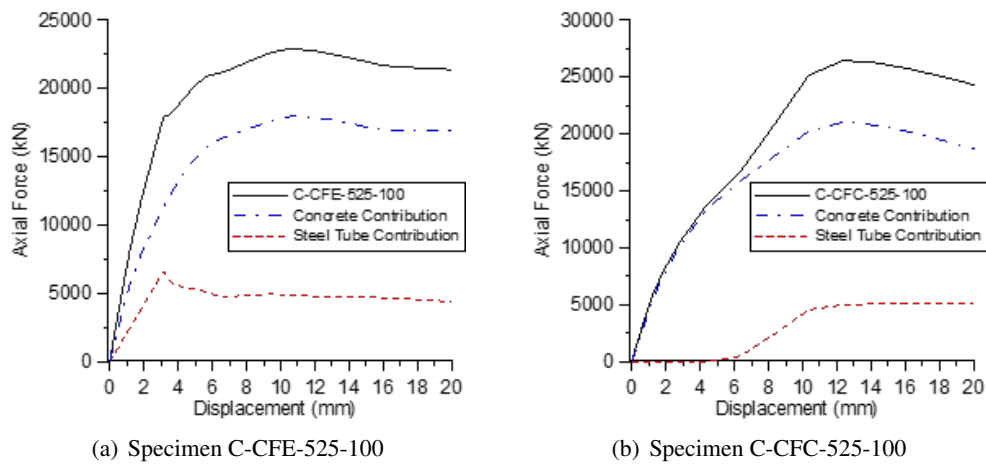 25000
20000
15000
10000
5000
0
Axial Force (kN)
C-CFE-525-100
Concrete Contribution
Steel Tube Contribution
0 2 4 6 8 10 12 14 16 18 20
Displacement (mm)
(a) Specimen C-CFE-525-100
30000
25000
20000
15000
10000
5000
0
Axial Force (kN)
C-CFC-525-100
Concrete Contribution
Steel Tube Contribution
0 2 4 6 8 10 12 14 16 18 20
Displacement (mm)
(b) Specimen C-CFC-525-100